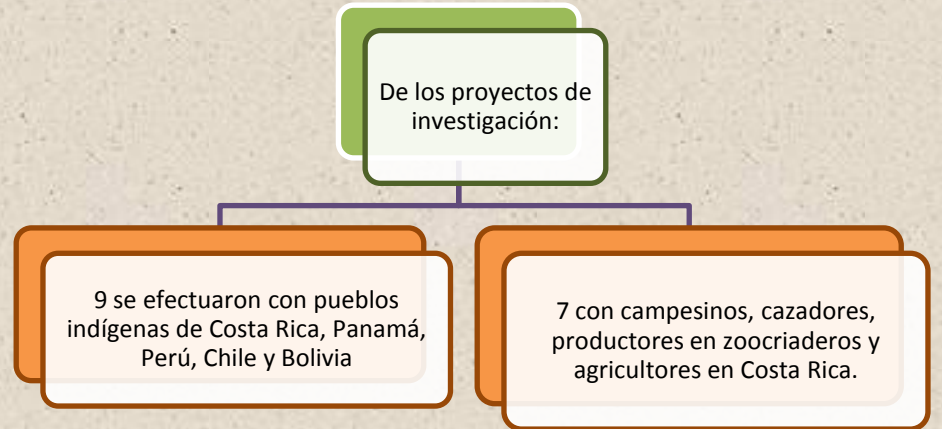 De los proyectos de
investigación:
9 se efectuaron con pueblos
indígenas de Costa Rica, Panamá,
Perú, Chile y Bolivia
7 con campesinos, cazadores,
productores en zoocriaderos y
agricultores en Costa Rica.